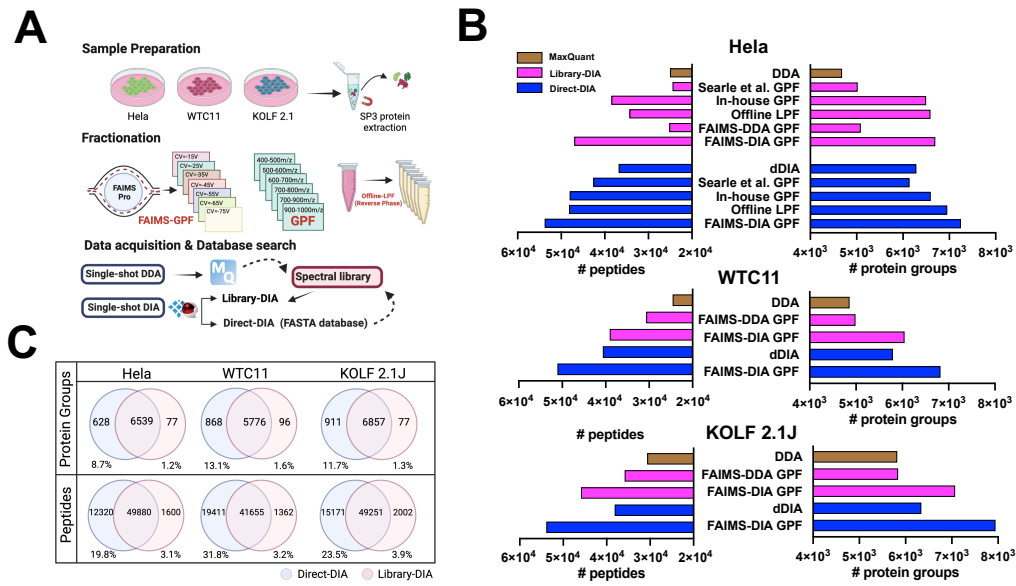 A
Sample Preparation
Hela
WTC11
KOLF 2.1
SP3 protein
extraction
Fractionation
FAIMS
Pro
CV=-15V
CV=-25V
CV=-35V
CV=-45V
CV=-55V
CV=-65V
CV=-75V
FAIMS-GPF
400-500m/z
500-600m/z
600-700m/z
700-800m/z
700-900m/z
900-1000m/z
GPF
Offline-LPF
(Reverse Phase)
Data acquisition & Database search
Single-shot DDA
MQ
Spectral library
Single-shot DIA
Library-DIA
Direct-DIA (FASTA database)
B
MaxQuant
Library-DIA
Direct-DIA
Hela
DDA
Searle et al. GPF
In-house GPF
Offline LPF
FAIMS-DDA GPF
FAIMS-DIA GPF
dDIA
Searle et al. GPF
In-house GPF
Offline LPF
FAIMS-DIA GPF
6×10⁴ 5×10⁴ 4×10⁴ 3×10⁴ 2×10⁴
# peptides
4×10³ 5×10³ 6×10³ 7×10³ 8×10³
# protein groups
WTC11
DDA
FAIMS-DDA GPF
FAIMS-DIA GPF
dDIA
FAIMS-DIA GPF
6×10⁴ 5×10⁴ 4×10⁴ 3×10⁴ 2×10⁴
# peptides
4×10³ 5×10³ 6×10³ 7×10³ 8×10³
# protein groups
KOLF 2.1J
DDA
FAIMS-DDA GPF
FAIMS-DIA GPF
dDIA
FAIMS-DIA GPF
6×10⁴ 5×10⁴ 4×10⁴ 3×10⁴ 2×10⁴
# peptides
4×10³ 5×10³ 6×10³ 7×10³ 8×10³
# protein groups
C
Hela WTC11 KOLF 2.1J
Protein Groups
628 6539 77
8.7% 1.2%
868 5776 96
13.1% 1.6%
911 6857 77
11.7% 1.3%
Peptides
12320 49880 1600
19.8% 3.1%
19411 41655 1362
31.8% 3.2%
15171 49251 2002
23.5% 3.9%
Direct-DIA Library-DIA